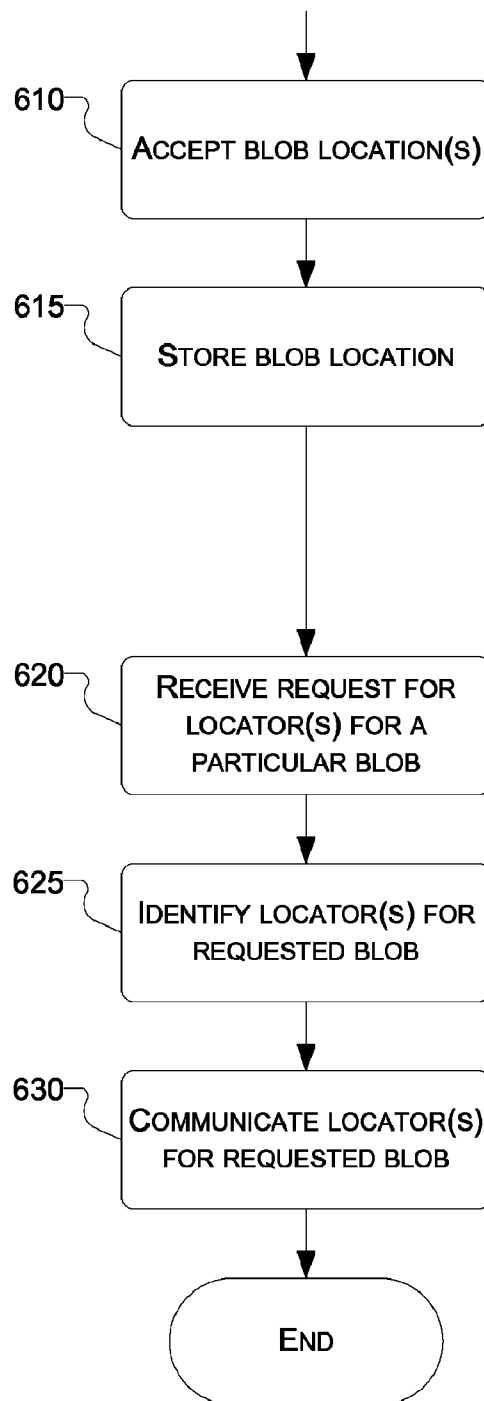 610
ACCEPT BLOB LOCATION(S)
615
STORE BLOB LOCATION
620
RECEIVE REQUEST FOR
LOCATOR(S) FOR A
PARTICULAR BLOB
625
IDENTIFY LOCATOR(S) FOR
REQUESTED BLOB
630
COMMUNICATE LOCATOR(S)
FOR REQUESTED BLOB
END